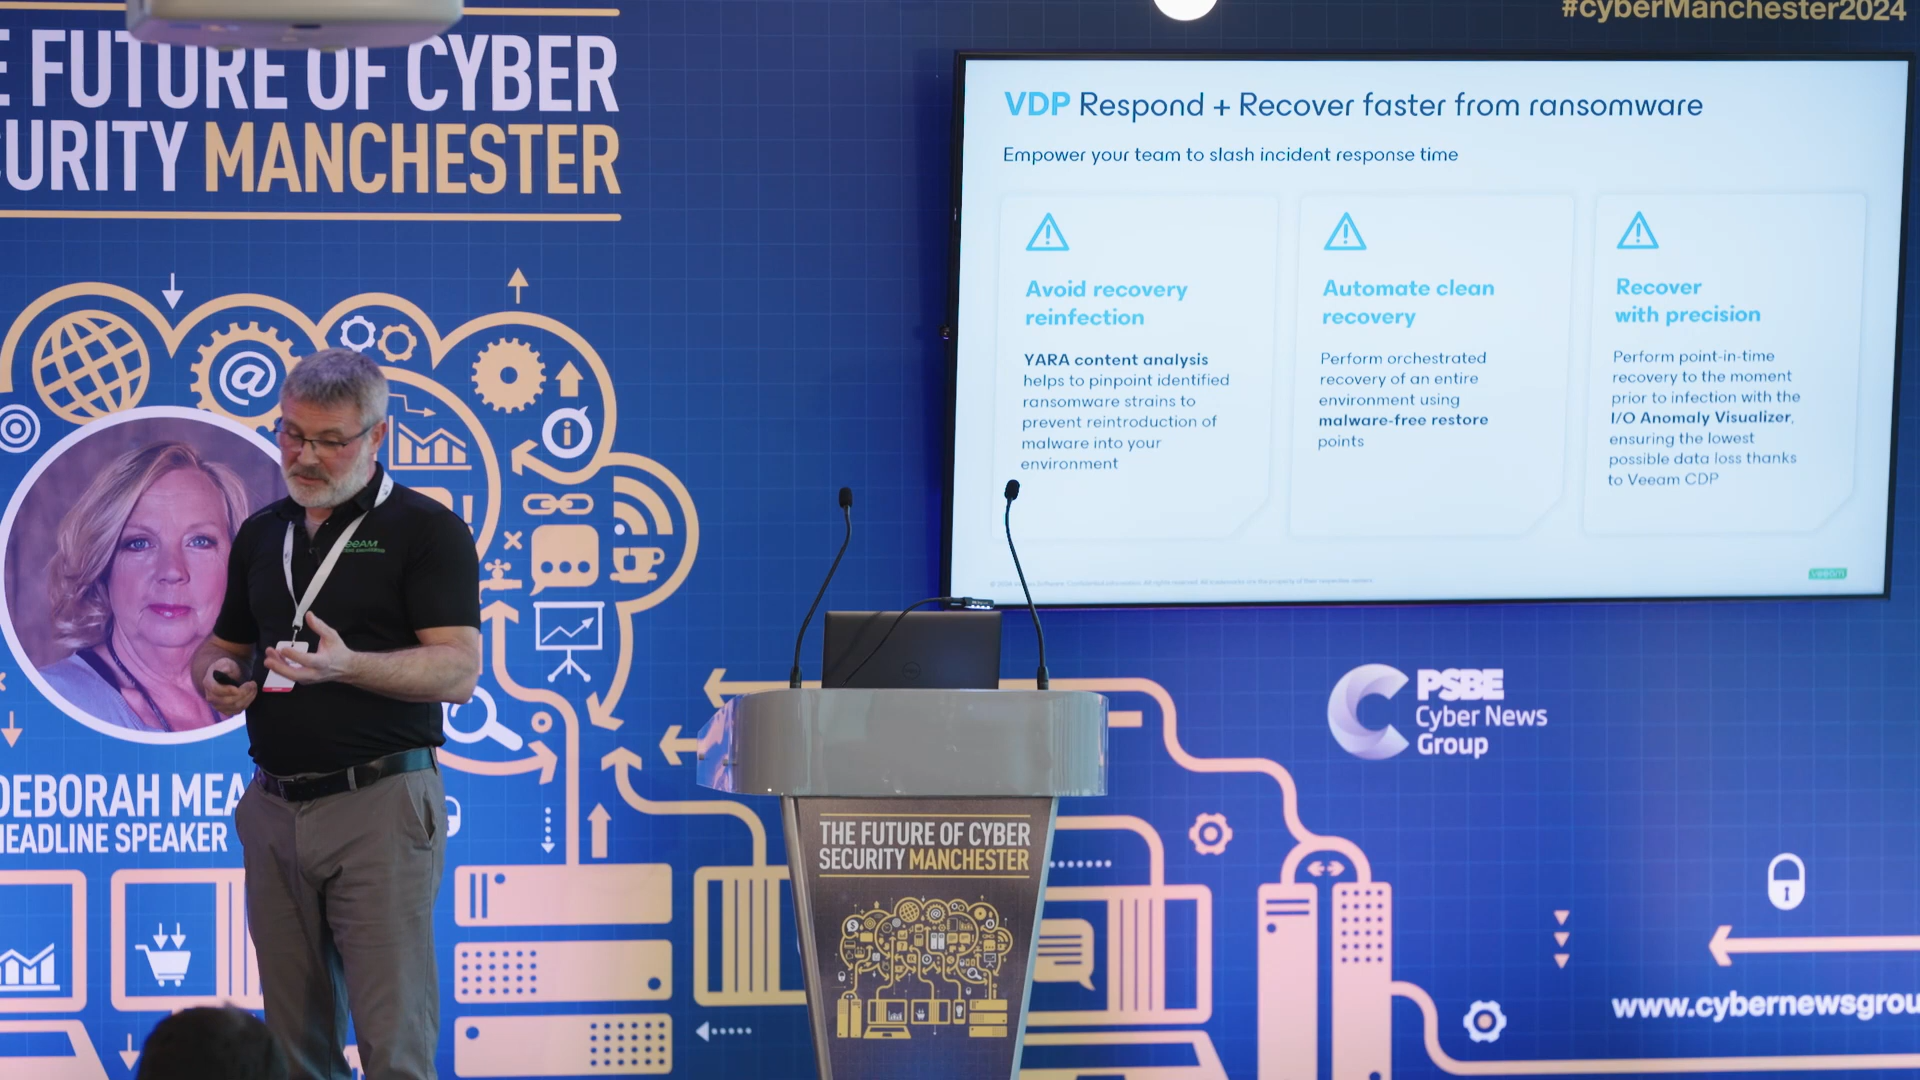 #cyberManchester2024
E FUTURE OF CYBER
CURITY MANCHESTER
VDP Respond + Recover faster from ransomware
Empower your team to slash incident response time
Avoid recovery
reinfection
YARA content analysis
helps to pinpoint identified
ransomware strains to
prevent reintroduction of
malware into your
environment
Automate clean
recovery
Perform orchestrated
recovery of an entire
environment using
malware-free restore
points
Recover
with precision
Perform point-in-time
recovery to the moment
prior to infection with the
I/O Anomaly Visualizer,
ensuring the lowest
possible data loss thanks
to Veeam CDP
veeam
PSBE
Cyber News
Group
DEBORAH MEA
HEADLINE SPEAKER
THE FUTURE OF CYBER
SECURITY MANCHESTER
www.cybernewsgrou